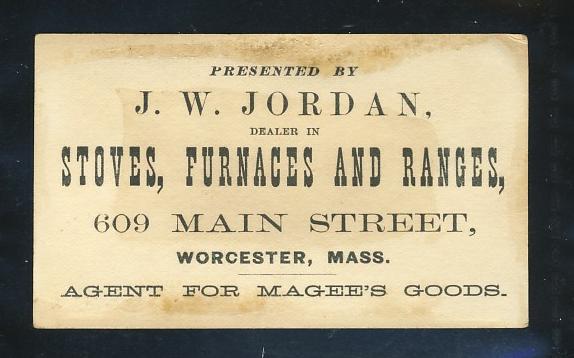 PRESENTED BY
J. W. JORDAN,
DEALER IN
STOVES, FURNACES AND RANGES,
609 MAIN STREET,
WORCESTER, MASS.
AGENT FOR MAGEE'S GOODS.